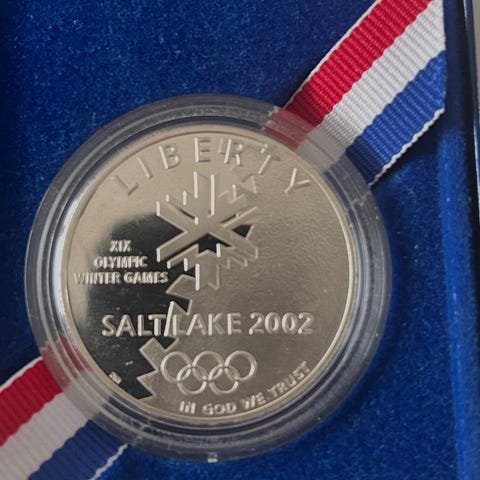 LIBERTY
XIX
OLYMPIC
WINTER GAMES
SALT LAKE 2002
IN GOD WE TRUST